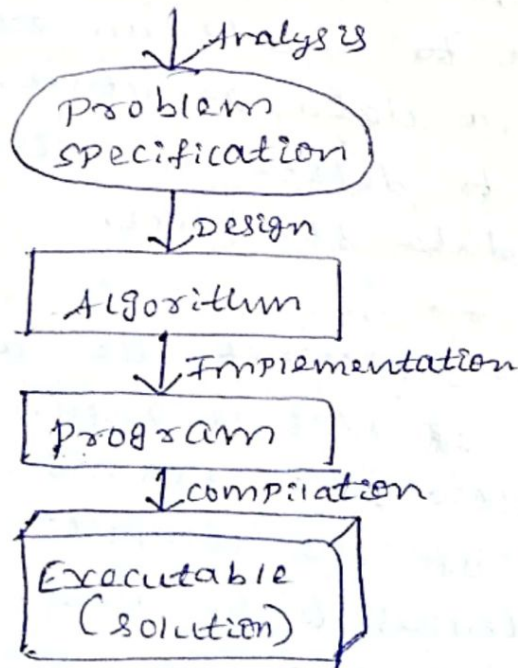 Analysis
Problem
specification
Design
Algorithm
Implementation
Program
compilation
Executable
(solution)